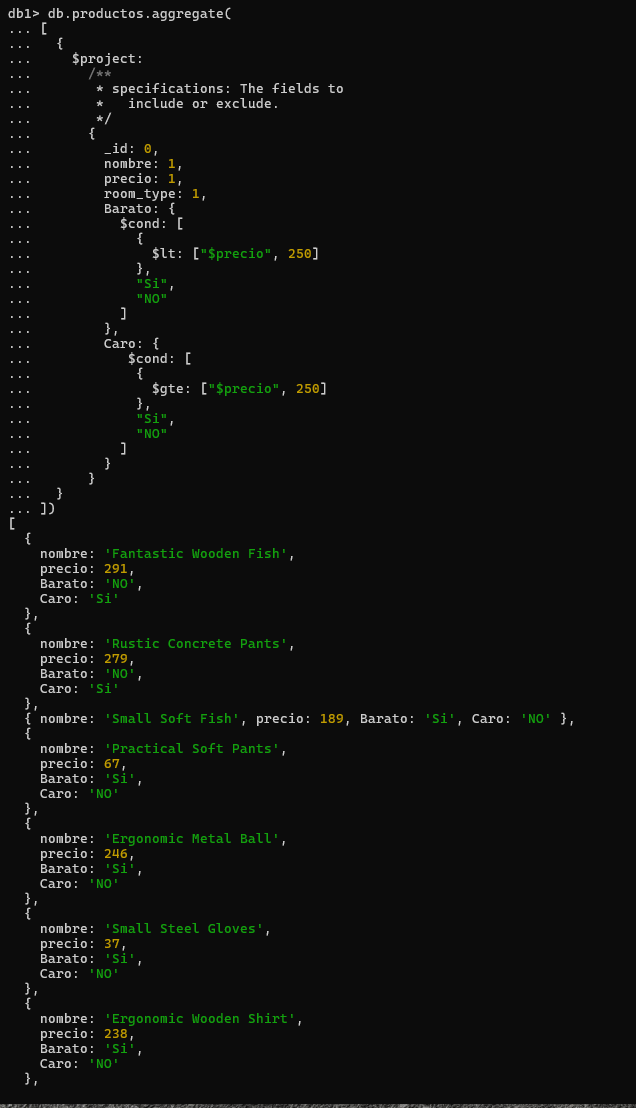 db1> db.productos.aggregate(
... [
...   {
...     $project:
...       /**
...        * specifications: The fields to
...        *   include or exclude.
...        */
...       {
...         _id: 0,
...         nombre: 1,
...         precio: 1,
...         room_type: 1,
...         Barato: {
...           $cond: [
...             {
...               $lt: ["$precio", 250]
...             },
...             "Si",
...             "NO"
...           ]
...         },
...         Caro: {
...            $cond: [
...             {
...               $gte: ["$precio", 250]
...             },
...             "Si",
...             "NO"
...           ]
...         }
...       }
...   }
... ])
[
  {
    nombre: 'Fantastic Wooden Fish',
    precio: 291,
    Barato: 'NO',
    Caro: 'Si'
  },
  {
    nombre: 'Rustic Concrete Pants',
    precio: 279,
    Barato: 'NO',
    Caro: 'Si'
  },
  { nombre: 'Small Soft Fish', precio: 189, Barato: 'Si', Caro: 'NO' },
  {
    nombre: 'Practical Soft Pants',
    precio: 67,
    Barato: 'Si',
    Caro: 'NO'
  },
  {
    nombre: 'Ergonomic Metal Ball',
    precio: 246,
    Barato: 'Si',
    Caro: 'NO'
  },
  {
    nombre: 'Small Steel Gloves',
    precio: 37,
    Barato: 'Si',
    Caro: 'NO'
  },
  {
    nombre: 'Ergonomic Wooden Shirt',
    precio: 238,
    Barato: 'Si',
    Caro: 'NO'
  },